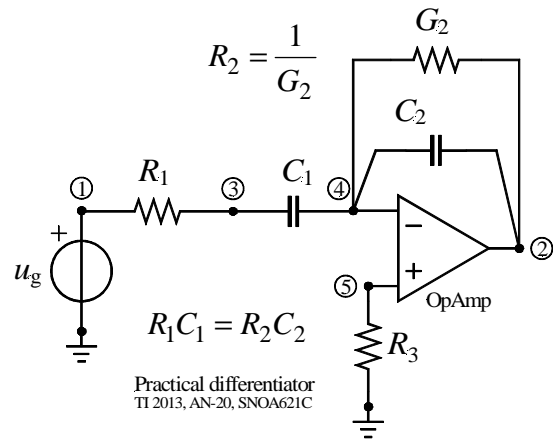 R₂ = 1/G₂
G₂
C₂
① R₁ ③ C₁ ④
+ u_g
−
+
②
⑤
OpAmp
R₁C₁ = R₂C₂
R₃
Practical differentiator
TI 2013, AN-20, SNOA621C